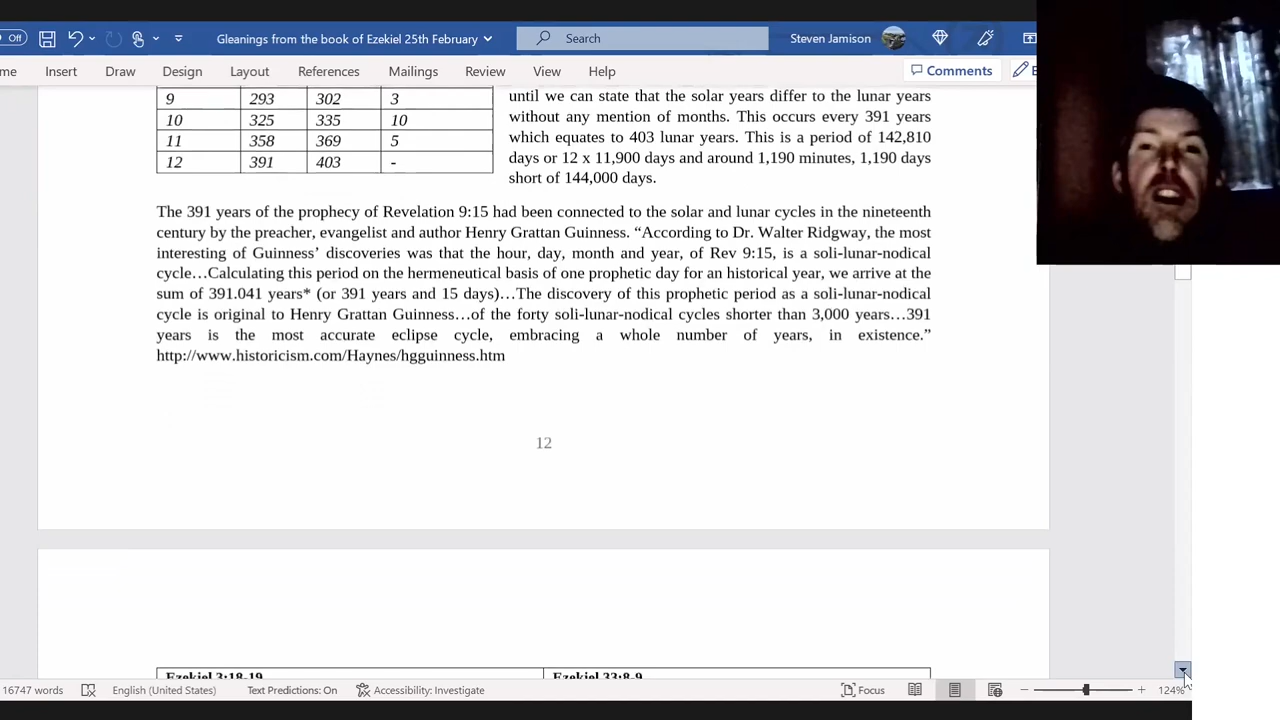 Off
Gleanings from the book of Ezekiel 25th February
Search
Steven Jamison
me Insert Draw Design Layout References Mailings Review View Help
Comments
9 293 302 3
10 325 335 10
11 358 369 5
12 391 403 -
until we can state that the solar years differ to the lunar years
without any mention of months. This occurs every 391 years
which equates to 403 lunar years. This is a period of 142,810
days or 12 x 11,900 days and around 1,190 minutes, 1,190 days
short of 144,000 days.
The 391 years of the prophecy of Revelation 9:15 had been connected to the solar and lunar cycles in the nineteenth
century by the preacher, evangelist and author Henry Grattan Guinness. “According to Dr. Walter Ridgway, the most
interesting of Guinness’ discoveries was that the hour, day, month and year, of Rev 9:15, is a soli-lunar-nodical
cycle…Calculating this period on the hermeneutical basis of one prophetic day for an historical year, we arrive at the
sum of 391.041 years* (or 391 years and 15 days)…The discovery of this prophetic period as a soli-lunar-nodical
cycle is original to Henry Grattan Guinness…of the forty soli-lunar-nodical cycles shorter than 3,000 years…391
years is the most accurate eclipse cycle, embracing a whole number of years, in existence.”
http://www.historicism.com/Haynes/hgguinness.htm
12
Ezekiel 3:18-19 Ezekiel 33:8-9
16747 words English (United States) Text Predictions: On Accessibility: Investigate Focus 124%